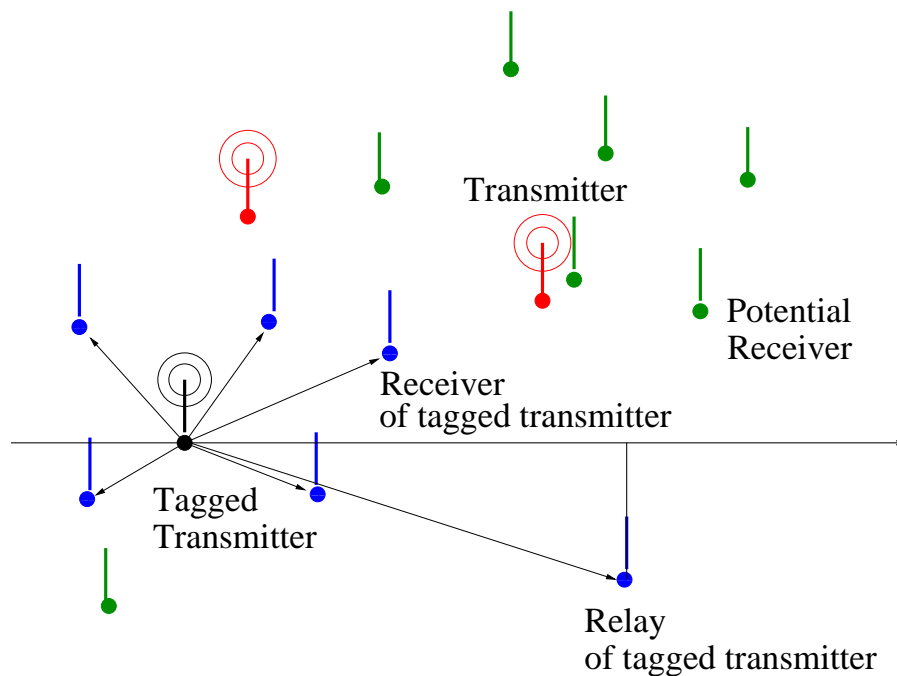 Transmitter
Potential
Receiver
Receiver
of tagged transmitter
Tagged
Transmitter
Relay
of tagged transmitter